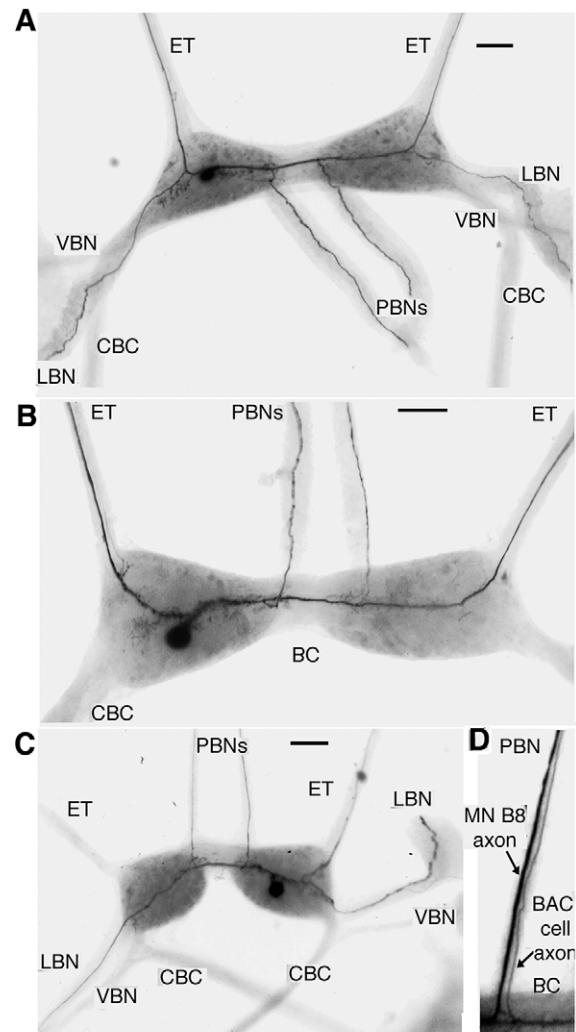 A
ET
ET
LBN
VBN
VBN
PBNs
CBC
CBC
LBN
B
ET
PBNs
ET
BC
CBC
C
PBNs
D
PBN
ET
ET
LBN
MN B8
axon
BAC
cell
axon
VBN
LBN
CBC
CBC
BC
VBN